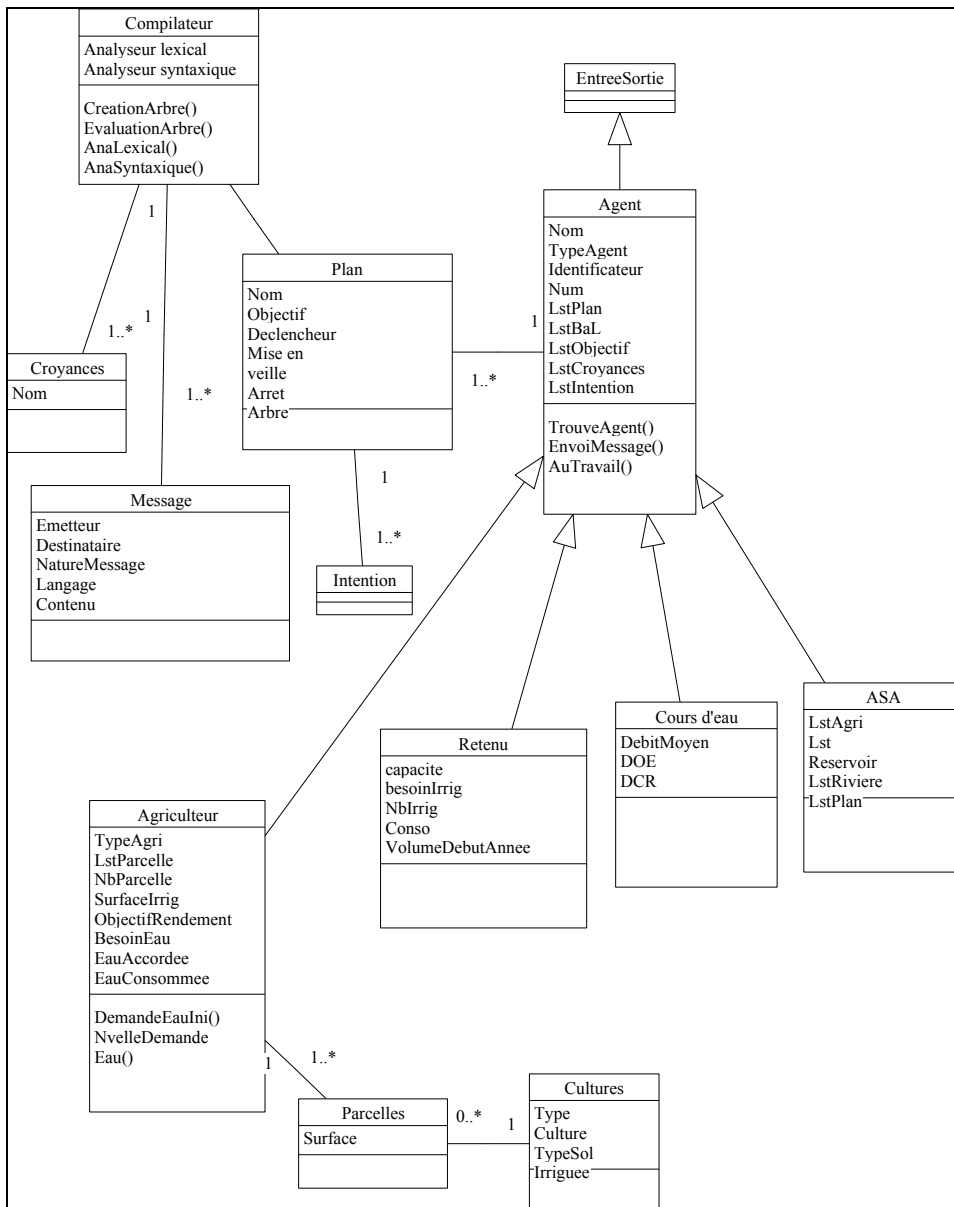 Compilateur
Analyseur lexical
Analyseur syntaxique
CreationArbre()
EvaluationArbre()
AnaLexical()
AnaSyntaxique()
EntreeSortie
Agent
Nom
TypeAgent
Identificateur
Num
LstPlan
LstBaL
LstObjectif
LstCroyances
LstIntention
TrouveAgent()
EnvoiMessage()
AuTravail()
1
1
1..*
1..*
Plan
Nom
Objectif
Declencheur
Mise en
veille
Arret
Arbre
1
1..*
Croyances
Nom
Message
Emetteur
Destinataire
NatureMessage
Langage
Contenu
1
1..*
Intention
Agriculteur
TypeAgri
LstParcelle
NbParcelle
SurfaceIrrig
ObjectifRendement
BesoinEau
EauAccordee
EauConsommee
DemandeEauIni()
NvelleDemande
Eau()
Retenu
capacite
besoinIrrig
NbIrrig
Conso
VolumeDebutAnnee
Cours d'eau
DebitMoyen
DOE
DCR
ASA
LstAgri
Lst
Reservoir
LstRiviere
LstPlan
1
1..*
Parcelles
Surface
0..*
1
Cultures
Type
Culture
TypeSol
Irriguee